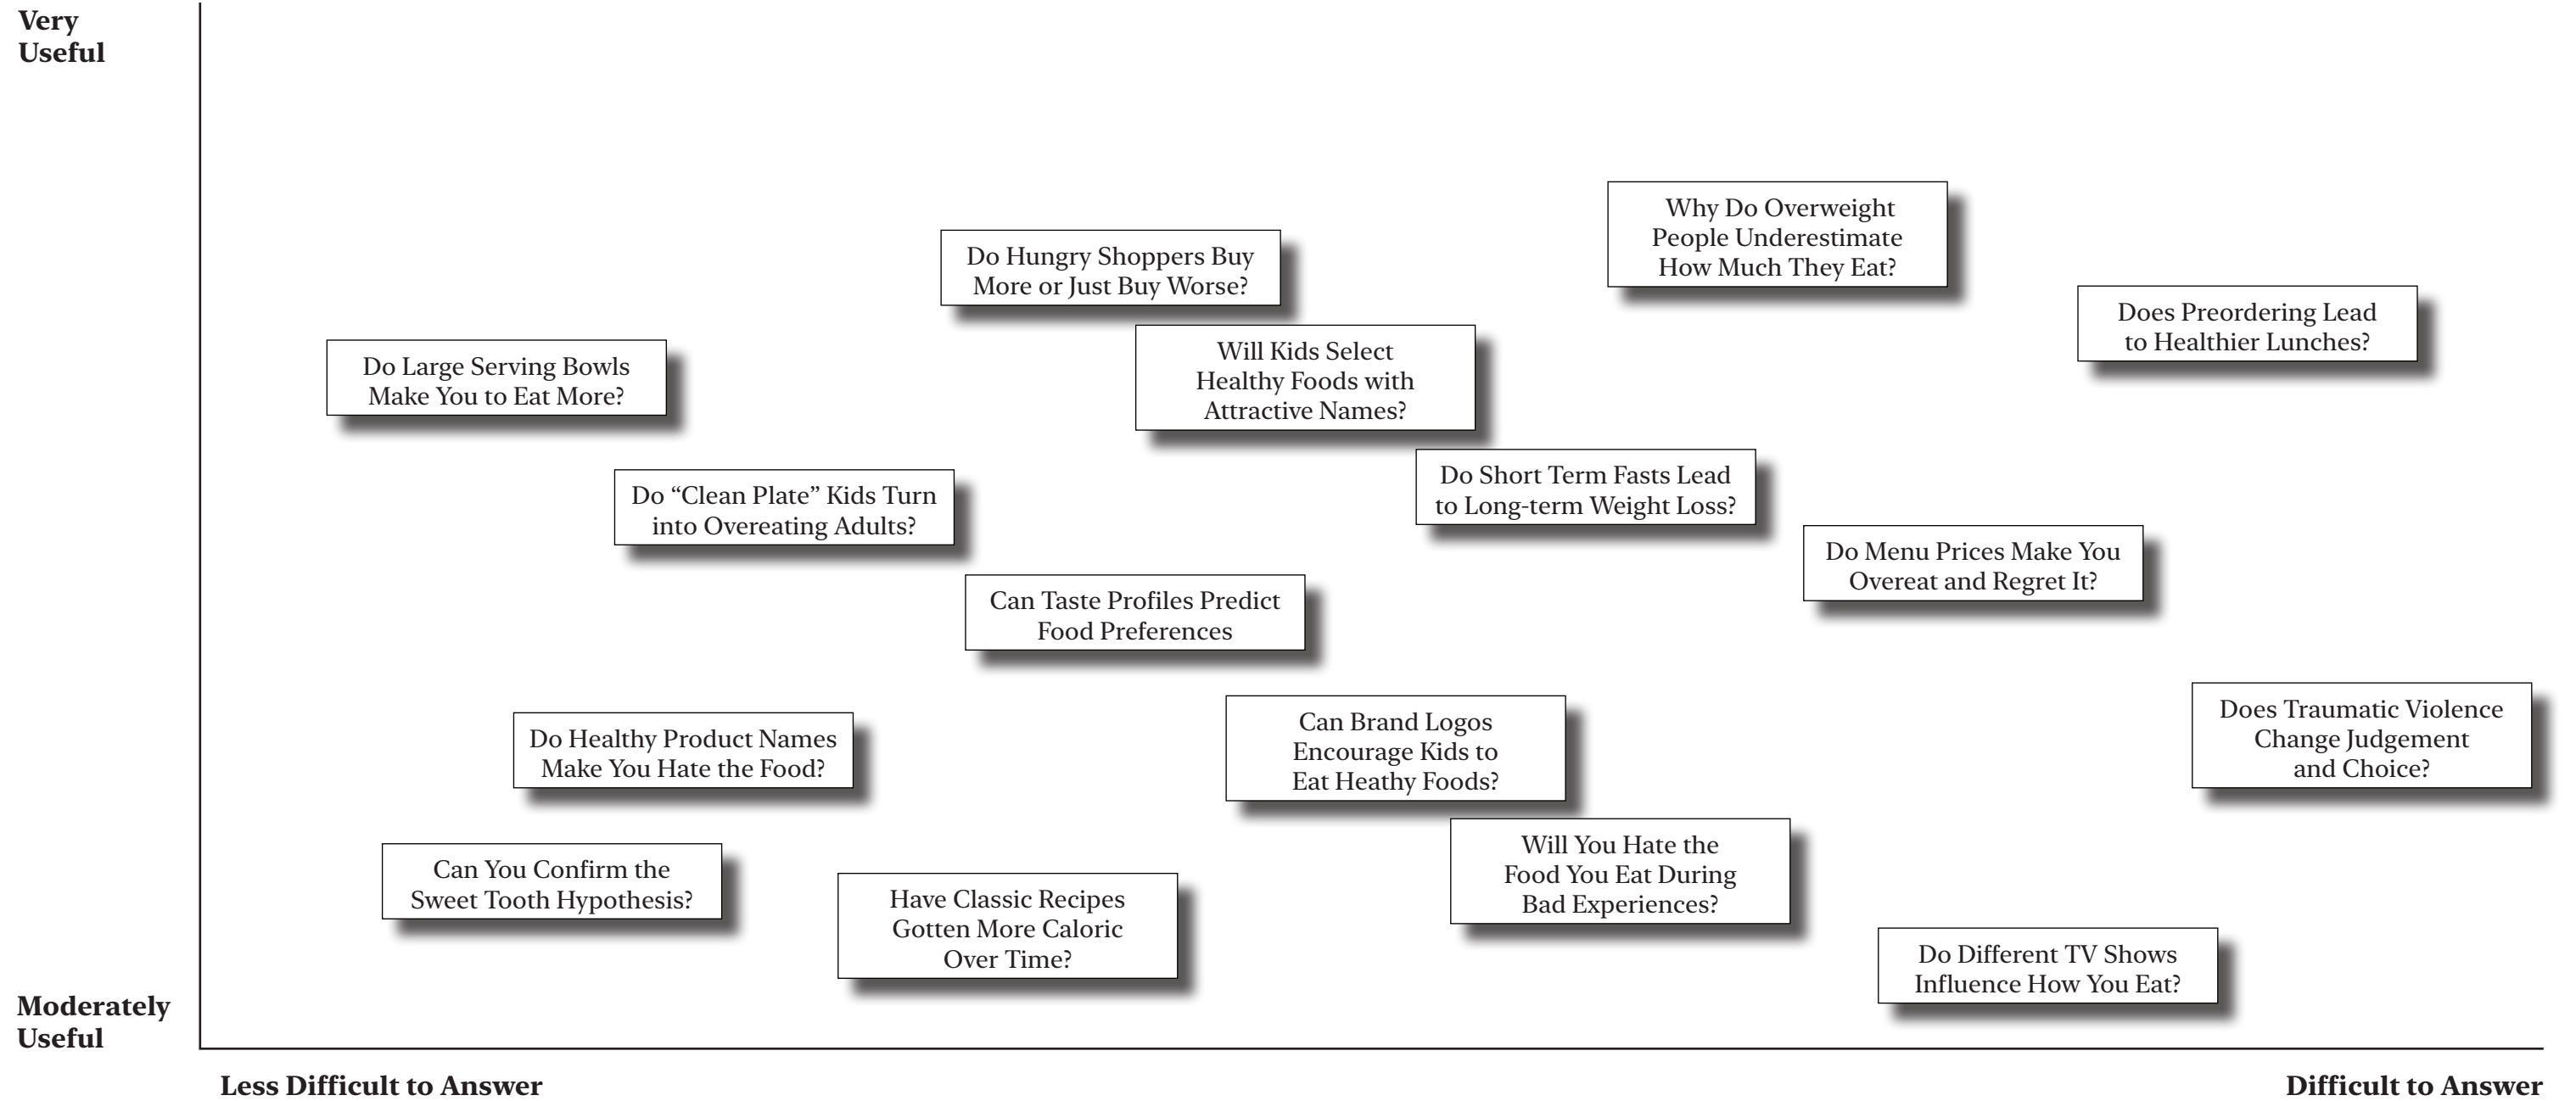 Very
Useful
Why Do Overweight
People Underestimate
How Much They Eat?
Do Hungry Shoppers Buy
More or Just Buy Worse?
Does Preordering Lead
to Healthier Lunches?
Will Kids Select
Healthy Foods with
Attractive Names?
Do Large Serving Bowls
Make You to Eat More?
Do Short Term Fasts Lead
to Long-term Weight Loss?
Do “Clean Plate” Kids Turn
into Overeating Adults?
Do Menu Prices Make You
Overeat and Regret It?
Can Taste Profiles Predict
Food Preferences
Does Traumatic Violence
Change Judgement
and Choice?
Can Brand Logos
Encourage Kids to
Eat Heathy Foods?
Do Healthy Product Names
Make You Hate the Food?
Will You Hate the
Food You Eat During
Bad Experiences?
Can You Confirm the
Sweet Tooth Hypothesis?
Have Classic Recipes
Gotten More Caloric
Over Time?
Do Different TV Shows
Influence How You Eat?
Moderately
Useful
Less Difficult to Answer
Difficult to Answer